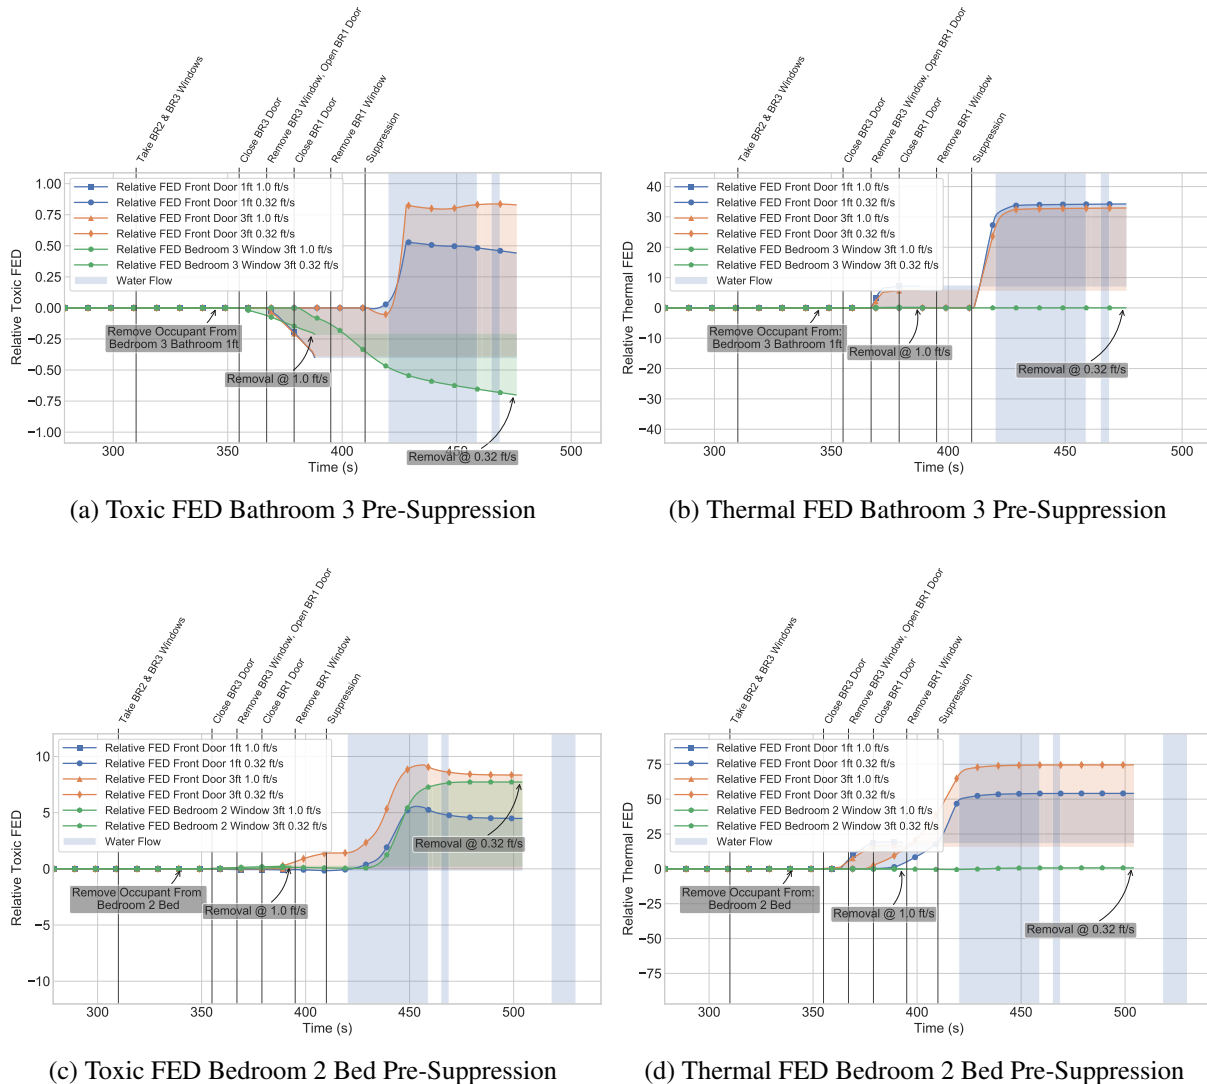 Take BR2 & BR3 Windows
Close BR3 Door
Remove BR3 Window, Open BR1 Door
Close BR1 Door
Remove BR1 Window
Suppression
1.00
0.75
0.50
0.25
0.00
−0.25
−0.50
−0.75
−1.00
Relative Toxic FED
Relative FED Front Door 1ft 1.0 ft/s
Relative FED Front Door 1ft 0.32 ft/s
Relative FED Front Door 3ft 1.0 ft/s
Relative FED Front Door 3ft 0.32 ft/s
Relative FED Bedroom 3 Window 3ft 1.0 ft/s
Relative FED Bedroom 3 Window 3ft 0.32 ft/s
Water Flow
Remove Occupant From
Bedroom 3 Bathroom 1ft
Removal @ 1.0 ft/s
Removal @ 0.32 ft/s
300
350
400
450
500
Time (s)
(a) Toxic FED Bathroom 3 Pre-Suppression
Take BR2 & BR3 Windows
Close BR3 Door
Remove BR3 Window, Open BR1 Door
Close BR1 Door
Remove BR1 Window
Suppression
40
30
20
10
0
−10
−20
−30
−40
Relative Thermal FED
Relative FED Front Door 1ft 1.0 ft/s
Relative FED Front Door 1ft 0.32 ft/s
Relative FED Front Door 3ft 1.0 ft/s
Relative FED Front Door 3ft 0.32 ft/s
Relative FED Bedroom 3 Window 3ft 1.0 ft/s
Relative FED Bedroom 3 Window 3ft 0.32 ft/s
Water Flow
Remove Occupant From:
Bedroom 3 Bathroom 1ft
Removal @ 1.0 ft/s
Removal @ 0.32 ft/s
300
350
400
450
500
Time (s)
(b) Thermal FED Bathroom 3 Pre-Suppression
Take BR2 & BR3 Windows
Close BR3 Door
Remove BR3 Window, Open BR1 Door
Close BR1 Door
Remove BR1 Window
Suppression
10
5
0
−5
−10
Relative Toxic FED
Relative FED Front Door 1ft 1.0 ft/s
Relative FED Front Door 1ft 0.32 ft/s
Relative FED Front Door 3ft 1.0 ft/s
Relative FED Front Door 3ft 0.32 ft/s
Relative FED Bedroom 2 Window 3ft 1.0 ft/s
Relative FED Bedroom 2 Window 3ft 0.32 ft/s
Water Flow
Remove Occupant From
Bedroom 2 Bed
Removal @ 1.0 ft/s
Removal @ 0.32 ft/s
300
350
400
450
500
Time (s)
(c) Toxic FED Bedroom 2 Bed Pre-Suppression
Take BR2 & BR3 Windows
Close BR3 Door
Remove BR3 Window, Open BR1 Door
Close BR1 Door
Remove BR1 Window
Suppression
75
50
25
0
−25
−50
−75
Relative Thermal FED
Relative FED Front Door 1ft 1.0 ft/s
Relative FED Front Door 1ft 0.32 ft/s
Relative FED Front Door 3ft 1.0 ft/s
Relative FED Front Door 3ft 0.32 ft/s
Relative FED Bedroom 2 Window 3ft 1.0 ft/s
Relative FED Bedroom 2 Window 3ft 0.32 ft/s
Water Flow
Remove Occupant From:
Bedroom 2 Bed
Removal @ 1.0 ft/s
Removal @ 0.32 ft/s
300
350
400
450
500
Time (s)
(d) Thermal FED Bedroom 2 Bed Pre-Suppression